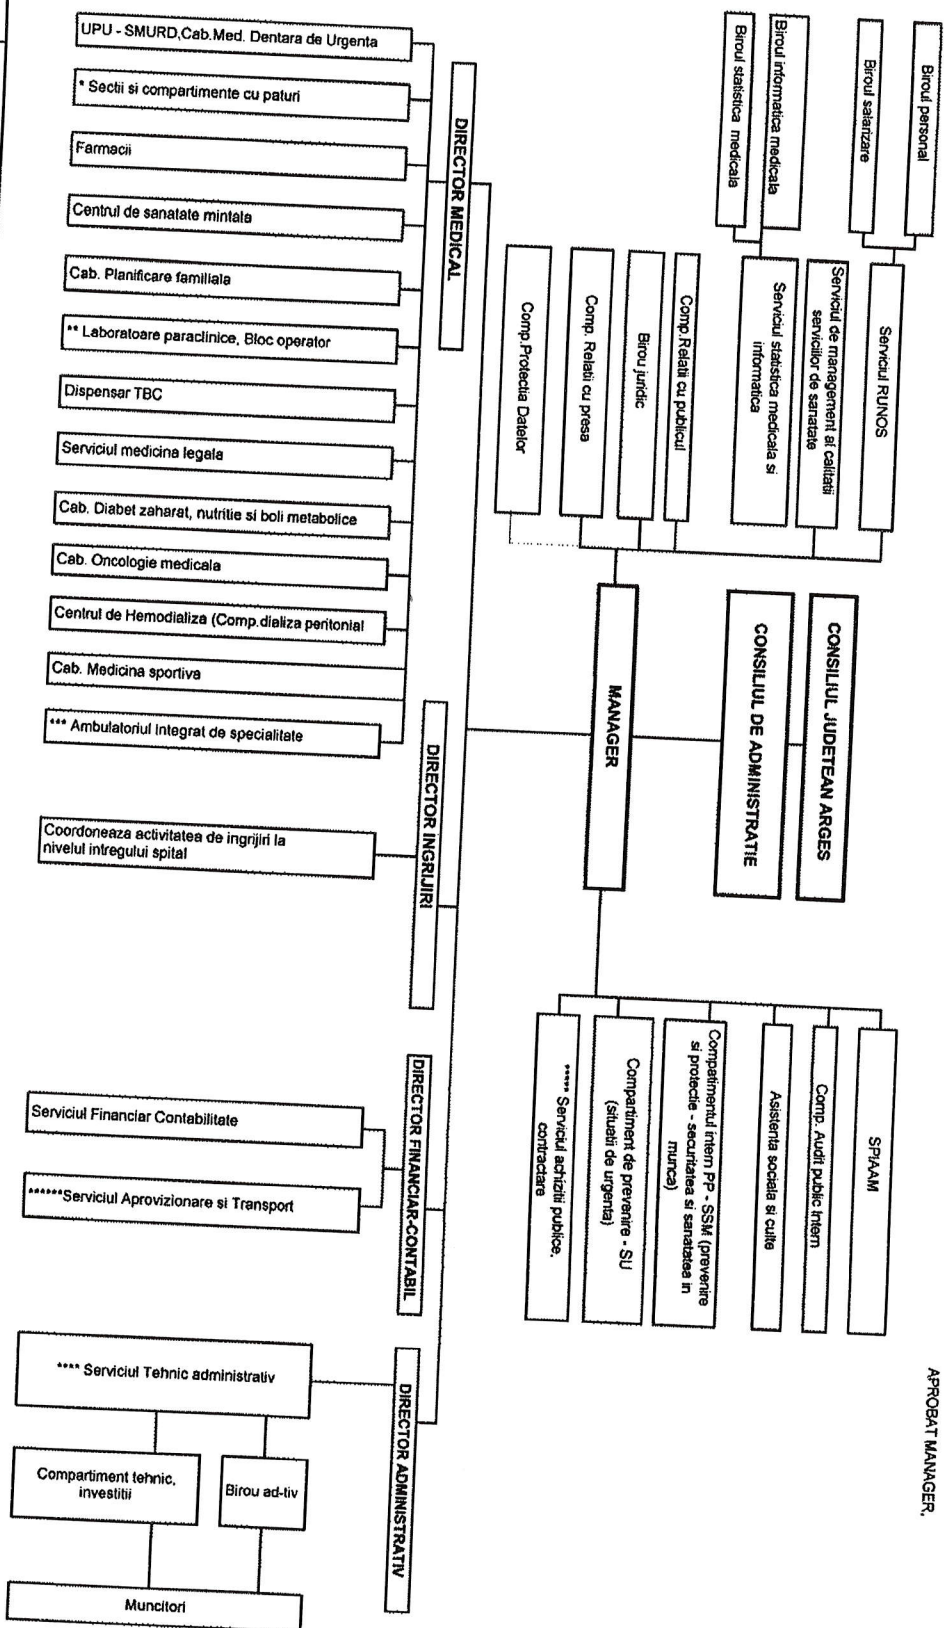 APROBAT MANAGER,
CONSILIUL JUDETEAN ARGES
CONSILIUL DE ADMINISTRATIE
MANAGER
Biroul personal
Biroul salarizare
Biroul informatica medicala
Biroul statistica medicala
Serviciul RUNOS
Serviciul de management al calitatii
serviciilor de sanatate
Serviciul statistica medicala si
informatica
Comp.Relatii cu publicul
Birou juridic
Comp. Relatii cu presa
Comp.Protectia Datelor
SPIAAM
Comp. Audit public Intern
Asistenta sociala si culte
Compatimentul intern PP - SSM (prevenire
si protectie - securitatea si sanatatea in
munca)
Compartiment de prevenire - SU
(situatii de urgenta)
***** Serviciul achizitii publice,
contractare
DIRECTOR MEDICAL
UPU - SMURD,Cab.Med. Dentara de Urgenta
* Sectii si compartimente cu paturi
Farmacii
Centrul de sanatate mintala
Cab. Planificare familiala
** Laboratoare paraclinice, Bloc operator
Dispensar TBC
Serviciul medicina legala
Cab. Diabet zaharat, nutritie si boli metabolice
Cab. Oncologie medicala
Centrul de Hemodializa (Comp.dializa peritonial
Cab. Medicina sportiva
*** Ambulatoriul Integrat de specialitate
DIRECTOR INGRIJIRI
Coordoneaza activitatea de ingrijiri la
nivelul intregului spital
DIRECTOR FINANCIAR-CONTABIL
Serviciul Financiar Contabilitate
******Serviciul Aprovizionare si Transport
DIRECTOR ADMINISTRATIV
**** Serviciul Tehnic administrativ
Compartiment tehnic,
investitii
Birou ad-tiv
Muncitori